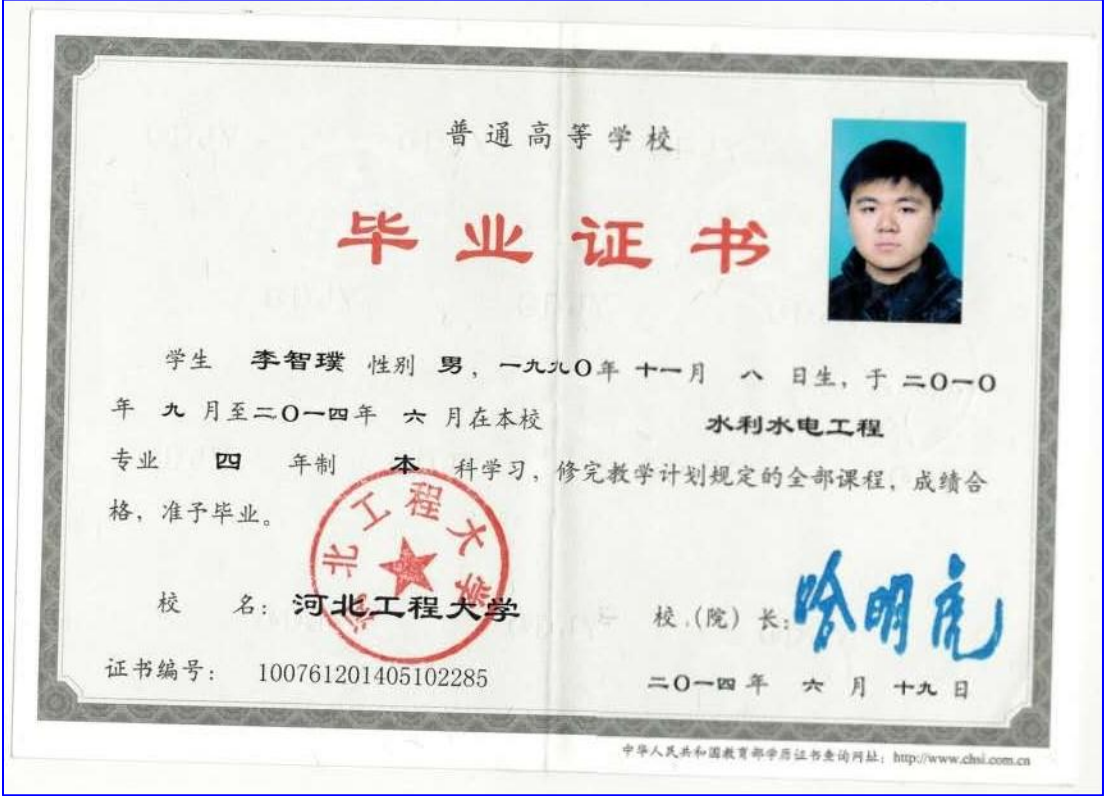 普通高等学校
毕业证书
学生 李智璞 性别 男，一九九〇年 十一月 八 日生，于 二〇一〇
年 九 月至二〇一四年 六 月在本校 水利水电工程
专业 四 年制 本 科学习，修完教学计划规定的全部课程，成绩合
格，准予毕业。
河北工程大学
校 名：河北工程大学 校（院）长：哈明虎
证书编号： 100761201405102285 二〇一四年 六 月 十九 日
中华人民共和国教育部学历证书查询网址：http://www.chsi.com.cn